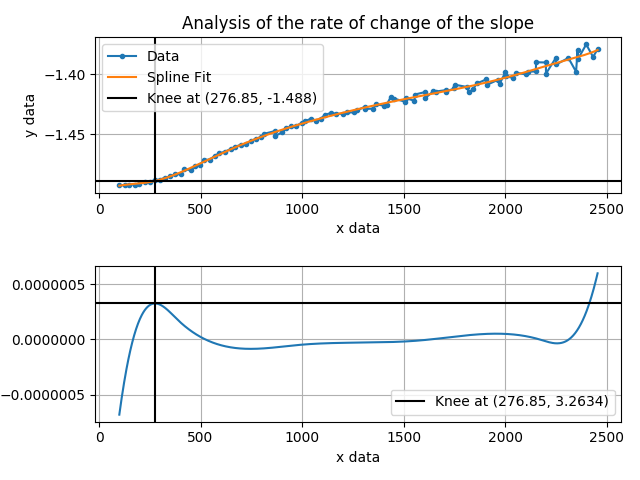 Analysis of the rate of change of the slope
Data
Spline Fit
Knee at (276.85, -1.488)
−1.40
−1.45
y data
0 500 1000 1500 2000 2500
x data
0.0000005
0.0000000
−0.0000005
Knee at (276.85, 3.2634)
0 500 1000 1500 2000 2500
x data